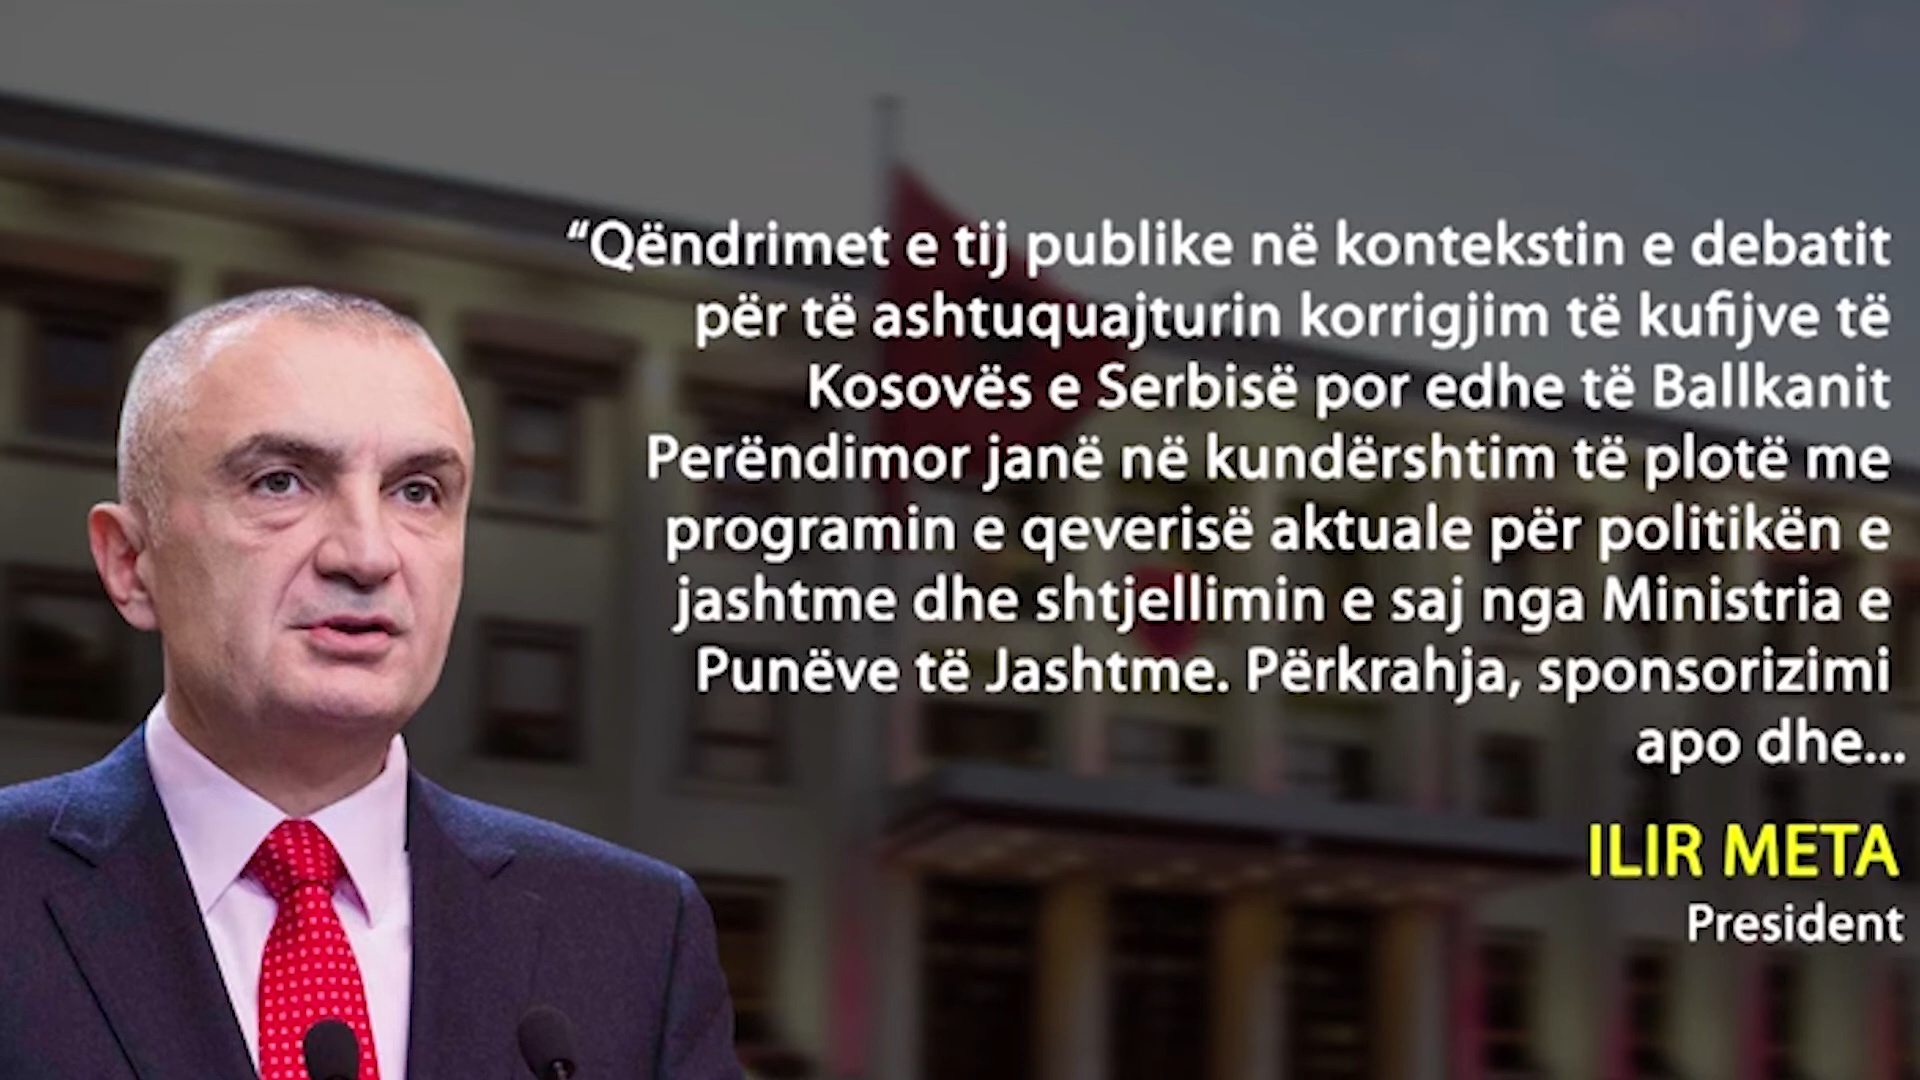 “Qëndrimet e tij publike në kontekstin e debatit
për të ashtuquajturin korrigjim të kufijve të
Kosovës e Serbisë por edhe të Ballkanit
Perëndimor janë në kundërshtim të plotë me
programin e qeverisë aktuale për politikën e
jashtme dhe shtjellimin e saj nga Ministria e
Punëve të Jashtme. Përkrahja, sponsorizimi
apo dhe...
ILIR META
President